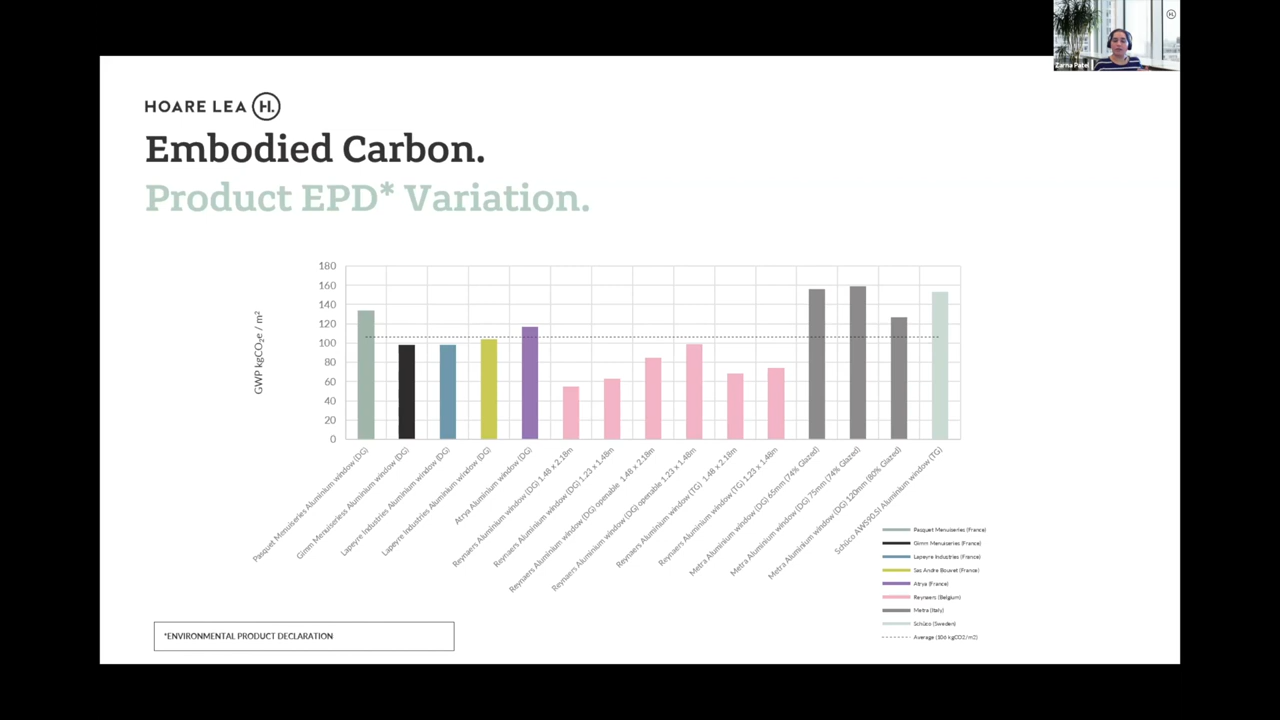 Zarna Patel
H.
HOARE LEA H.
Embodied Carbon.
Product EPD* Variation.
GWP kgCO2e / m²
180
160
140
120
100
80
60
40
20
0
Pasquet Menuiseries Aluminium window (DG)
Gimm Menuiseriess Aluminium window (DG)
Lapeyre Industries Aluminium window (DG)
Lapeyre Industries Aluminium window (DG)
Atrya Aluminium window (DG)
Reynaers Aluminium window (DG) 1.48 x 2.18m
Reynaers Aluminium window (DG) 1.23 x 1.48m
Reynaers Aluminium window (DG) openable 1.48 x 2.18m
Reynaers Aluminium window (DG) openable 1.23 x 1.48m
Reynaers Aluminium window (TG) 1.48 x 2.18m
Reynaers Aluminium window (TG) 1.23 x 1.48m
Metra Aluminium window (DG) 65mm (74% Glazed)
Metra Aluminium window (DG) 75mm (74% Glazed)
Metra Aluminium window (DG) 120mm (80% Glazed)
Schüco AWS90.SI Aluminium window (TG)
Pasquet Menuiseries (France)
Gimm Menuiseries (France)
Lapeyre Industries (France)
Sas Andre Bouvet (France)
Atrya (France)
Reynaers (Belgium)
Metra (Italy)
Schüco (Sweden)
Average (106 kgCO2/m2)
*ENVIRONMENTAL PRODUCT DECLARATION